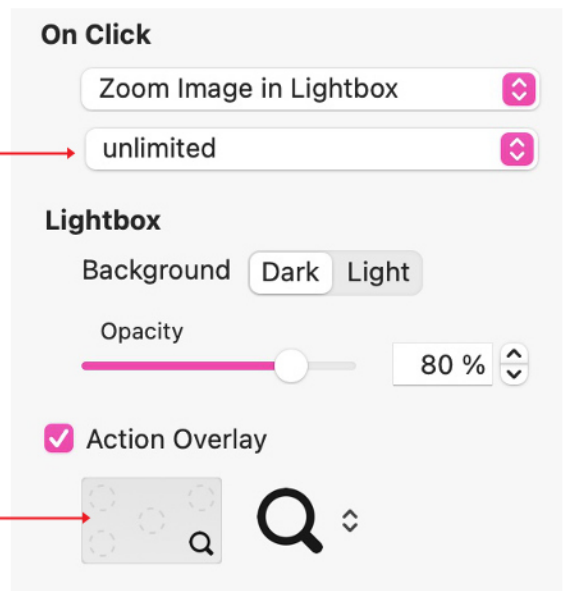 On Click
Zoom Image in Lightbox
unlimited
Lightbox
Background Dark Light
Opacity
80 %
Action Overlay